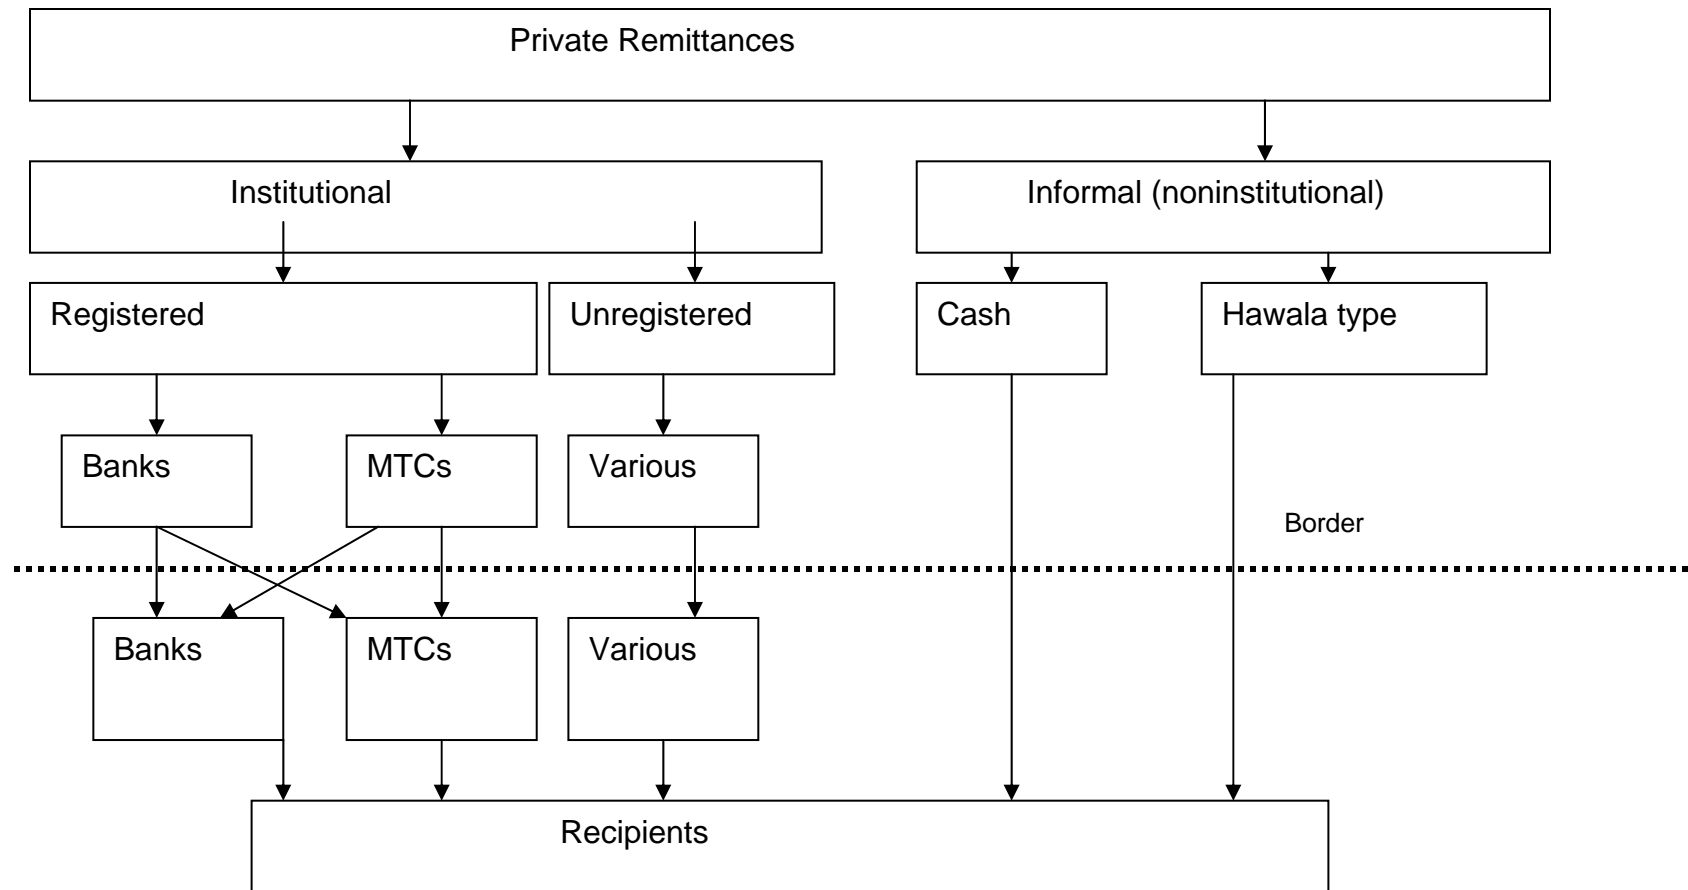 Private Remittances
Institutional
Informal (noninstitutional)
Registered
Unregistered
Cash
Hawala type
Banks
MTCs
Various
Border
Banks
MTCs
Various
Recipients